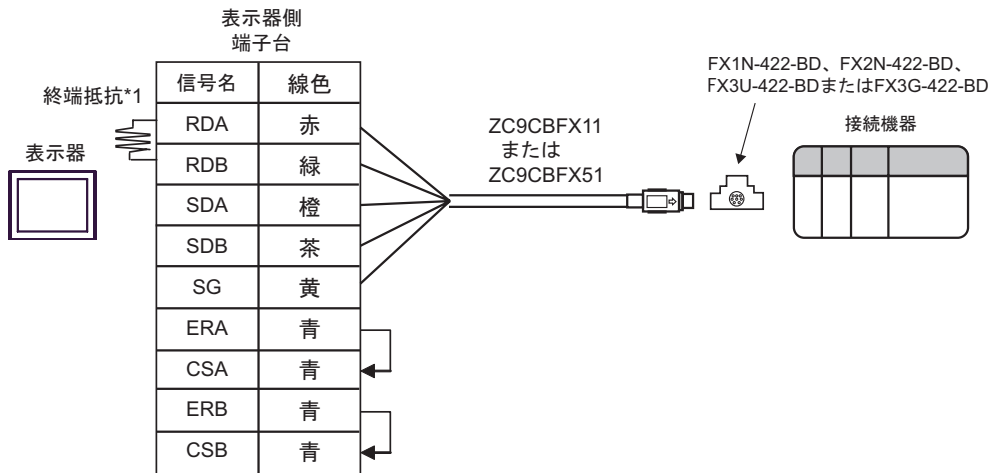 表示器側
端子台
信号名 線色
終端抵抗*1
表示器
RDA 赤
RDB 緑
SDA 橙
SDB 茶
SG 黄
ERA 青
CSA 青
ERB 青
CSB 青
ZC9CBFX11
または
ZC9CBFX51
FX1N-422-BD、FX2N-422-BD、
FX3U-422-BDまたはFX3G-422-BD
接続機器